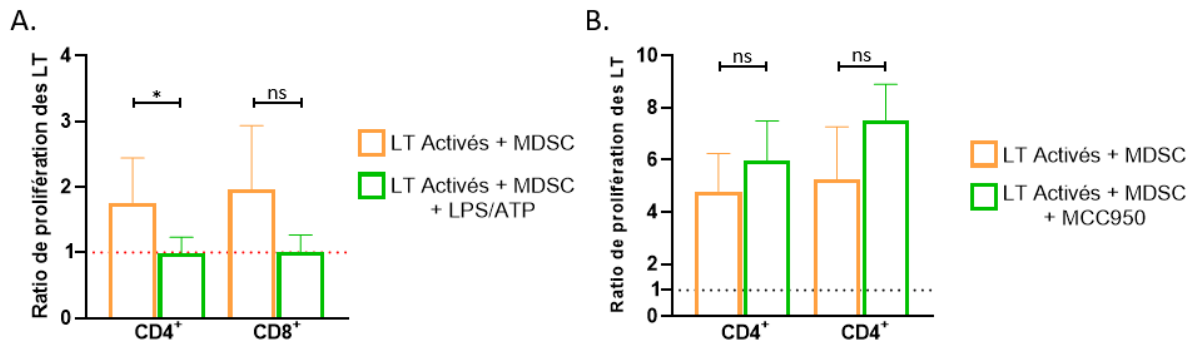 A.
Ratio de prolifération des LT
4
3
2
1
0
*
ns
CD4+
CD8+
LT Activés + MDSC
LT Activés + MDSC
+ LPS/ATP
B.
Ratio de prolifération des LT
10
8
6
4
2
1
0
ns
ns
CD4+
CD4+
LT Activés + MDSC
LT Activés + MDSC
+ MCC950